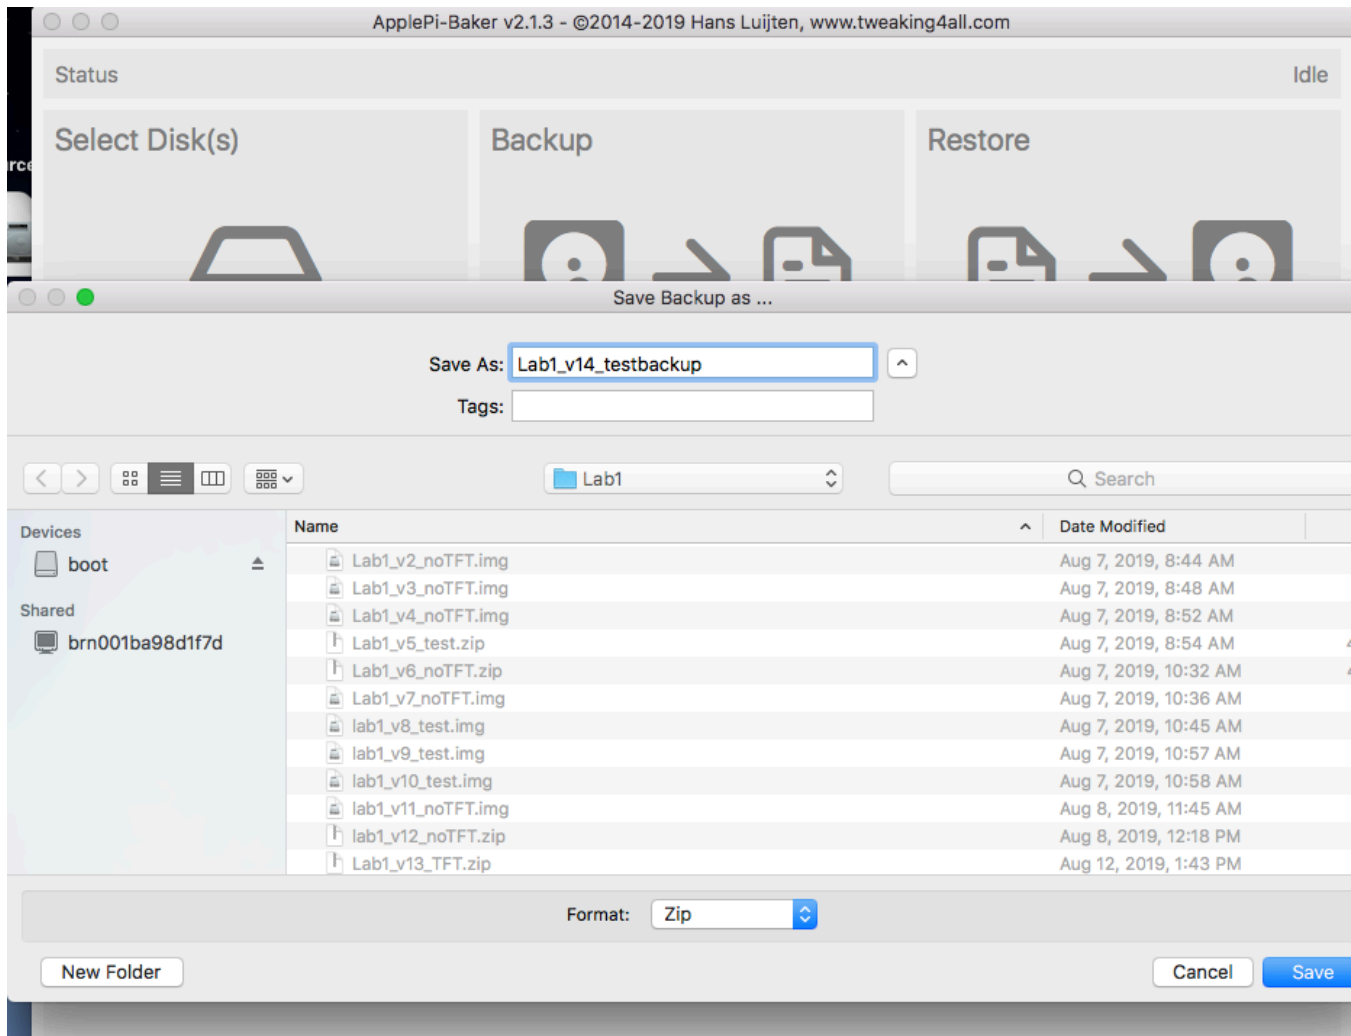 ApplePi-Baker v2.1.3 - ©2014-2019 Hans Luijten, www.tweaking4all.com
Status Idle
Select Disk(s) Backup Restore
Save Backup as ...
Save As: Lab1_v14_testbackup
Tags:
Lab1 Search
Devices
boot
Shared
brn001ba98d1f7d
Name Date Modified
Lab1_v2_noTFT.img Aug 7, 2019, 8:44 AM
Lab1_v3_noTFT.img Aug 7, 2019, 8:48 AM
Lab1_v4_noTFT.img Aug 7, 2019, 8:52 AM
Lab1_v5_test.zip Aug 7, 2019, 8:54 AM
Lab1_v6_noTFT.zip Aug 7, 2019, 10:32 AM
Lab1_v7_noTFT.img Aug 7, 2019, 10:36 AM
lab1_v8_test.img Aug 7, 2019, 10:45 AM
lab1_v9_test.img Aug 7, 2019, 10:57 AM
lab1_v10_test.img Aug 7, 2019, 10:58 AM
lab1_v11_noTFT.img Aug 8, 2019, 11:45 AM
lab1_v12_noTFT.zip Aug 8, 2019, 12:18 PM
Lab1_v13_TFT.zip Aug 12, 2019, 1:43 PM
Format: Zip
New Folder Cancel Save